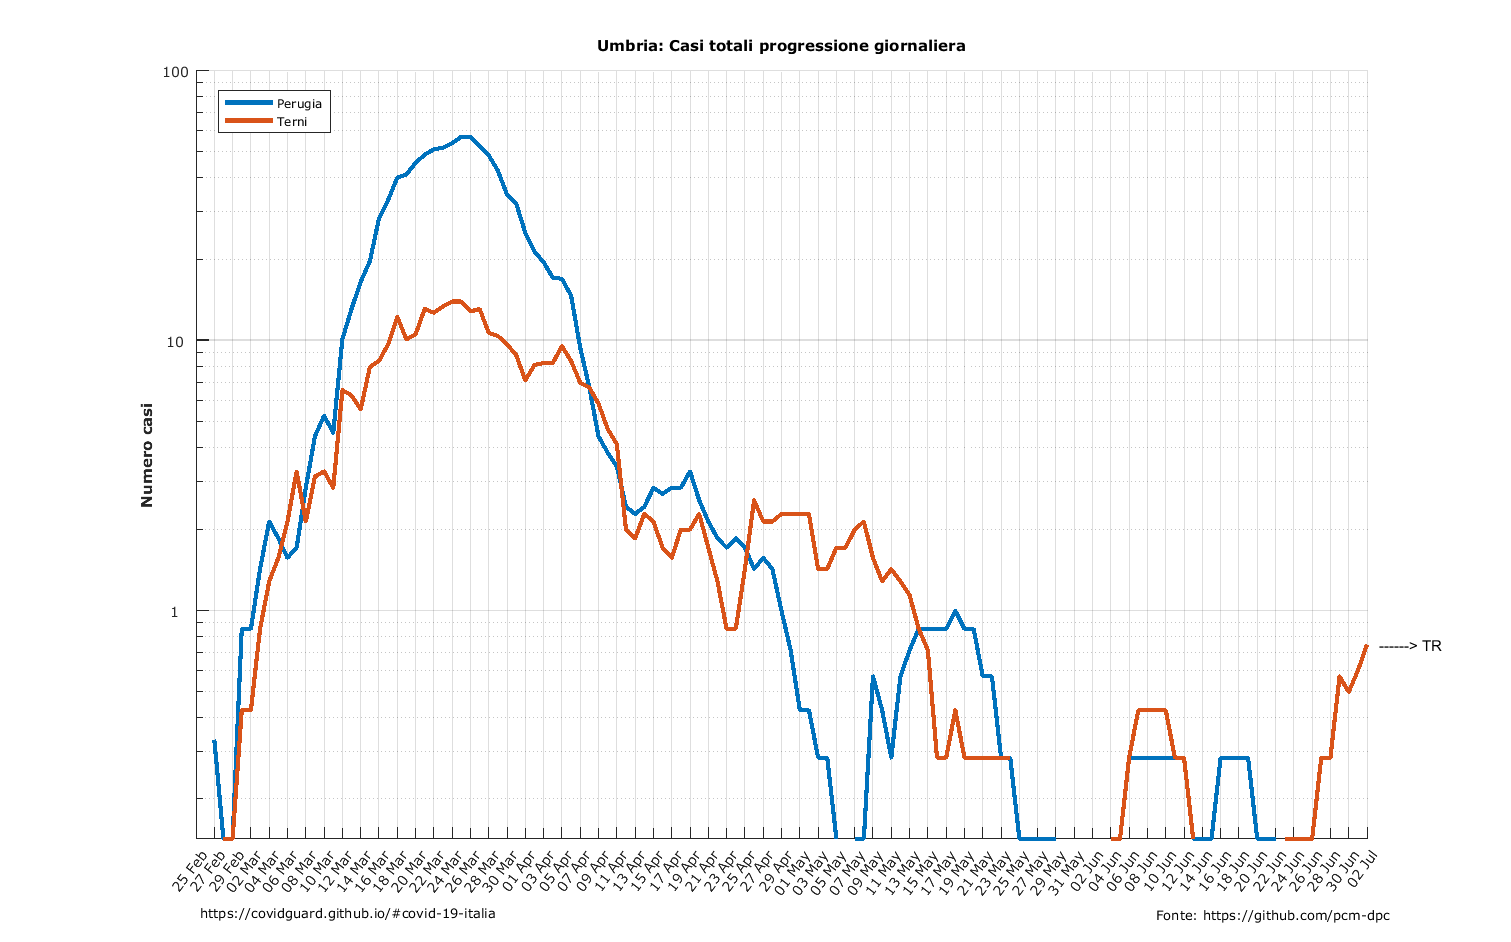 Umbria: Casi totali progressione giornaliera
100
10
1
Numero casi
Perugia
Terni
------> TR
25 Feb
27 Feb
29 Feb
02 Mar
04 Mar
06 Mar
08 Mar
10 Mar
12 Mar
14 Mar
16 Mar
18 Mar
20 Mar
22 Mar
24 Mar
26 Mar
28 Mar
30 Mar
01 Apr
03 Apr
05 Apr
07 Apr
09 Apr
11 Apr
13 Apr
15 Apr
17 Apr
19 Apr
21 Apr
23 Apr
25 Apr
27 Apr
29 Apr
01 May
03 May
05 May
07 May
09 May
11 May
13 May
15 May
17 May
19 May
21 May
23 May
25 May
27 May
29 May
31 May
02 Jun
04 Jun
06 Jun
08 Jun
10 Jun
12 Jun
14 Jun
16 Jun
18 Jun
20 Jun
22 Jun
24 Jun
26 Jun
28 Jun
30 Jun
02 Jul
https://covidguard.github.io/#covid-19-italia
Fonte: https://github.com/pcm-dpc